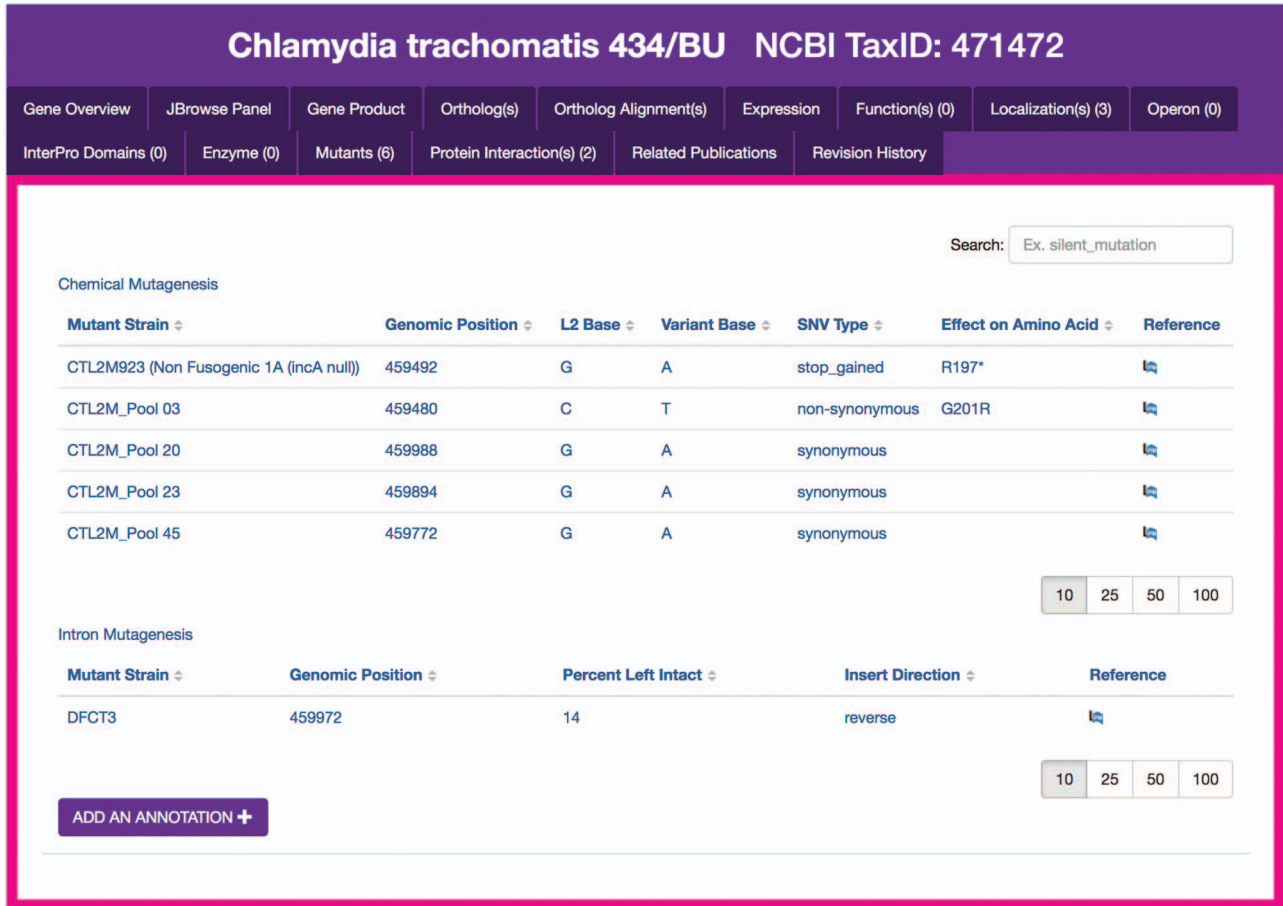 Chlamydia trachomatis 434/BU NCBI TaxID: 471472
Gene Overview JBrowse Panel Gene Product Ortholog(s) Ortholog Alignment(s) Expression Function(s) (0) Localization(s) (3) Operon (0)
InterPro Domains (0) Enzyme (0) Mutants (6) Protein Interaction(s) (2) Related Publications Revision History
Search: Ex. silent_mutation
Chemical Mutagenesis
Mutant Strain Genomic Position L2 Base Variant Base SNV Type Effect on Amino Acid Reference
CTL2M923 (Non Fusogenic 1A (incA null)) 459492 G A stop_gained R197*
CTL2M_Pool 03 459480 C T non-synonymous G201R
CTL2M_Pool 20 459988 G A synonymous
CTL2M_Pool 23 459894 G A synonymous
CTL2M_Pool 45 459772 G A synonymous
10 25 50 100
Intron Mutagenesis
Mutant Strain Genomic Position Percent Left Intact Insert Direction Reference
DFCT3 459972 14 reverse
10 25 50 100
ADD AN ANNOTATION +